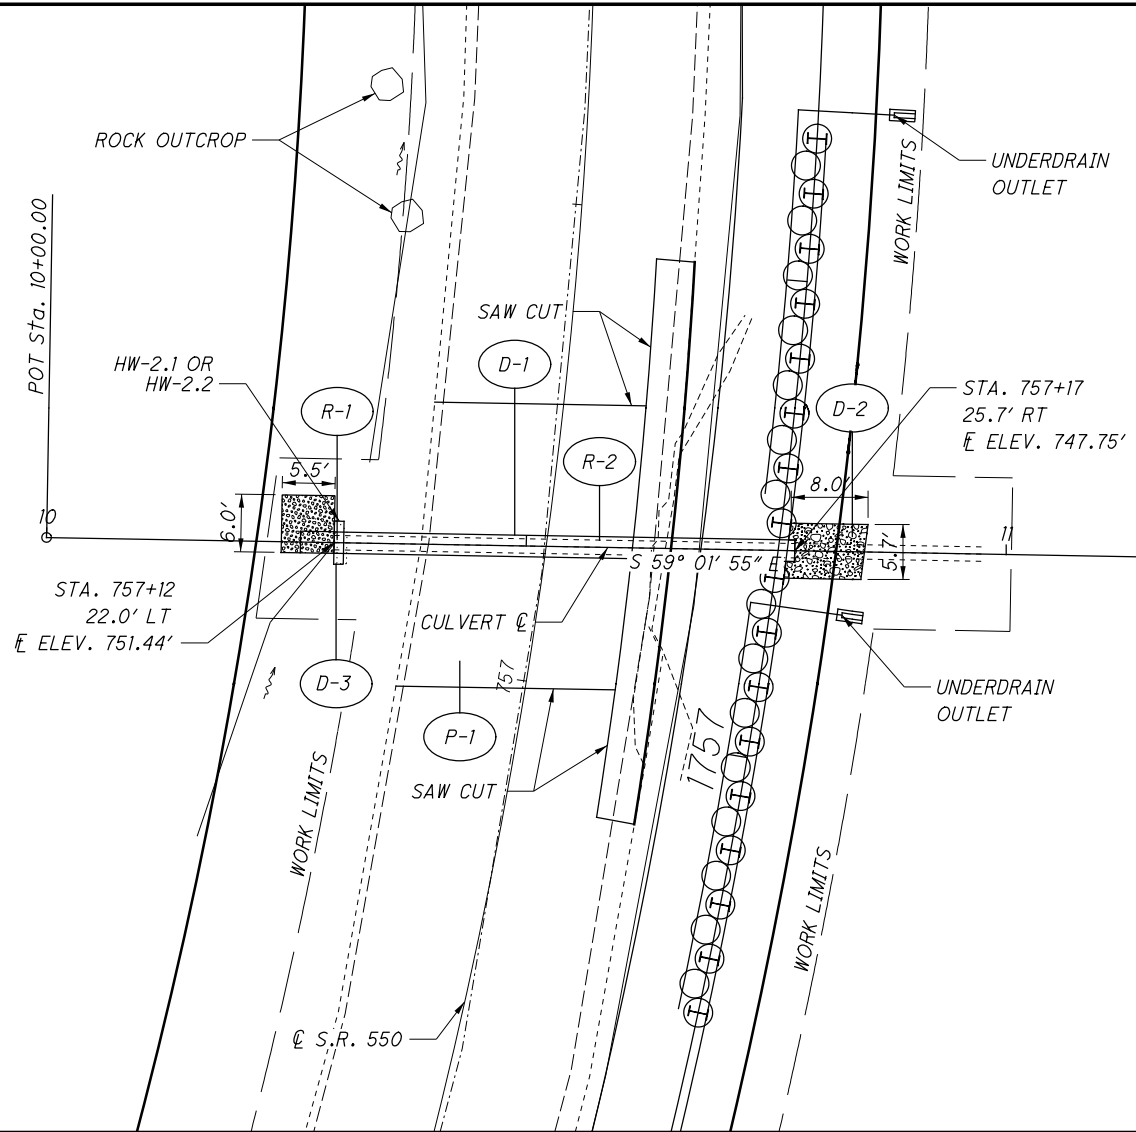 ROCK OUTCROP
UNDERDRAIN
OUTLET
WORK LIMITS
POT Sta. 10+00.00
SAW CUT
HW-2.1 OR
HW-2.2
D-1
R-1
D-2
STA. 757+17
25.7' RT
FL ELEV. 747.75'
R-2
5.5'
8.0'
6.0'
5.7'
10
11
S 59° 01' 55" E
STA. 757+12
22.0' LT
FL ELEV. 751.44'
CULVERT ℄
757
D-3
P-1
UNDERDRAIN
OUTLET
1757
SAW CUT
WORK LIMITS
WORK LIMITS
℄ S.R. 550